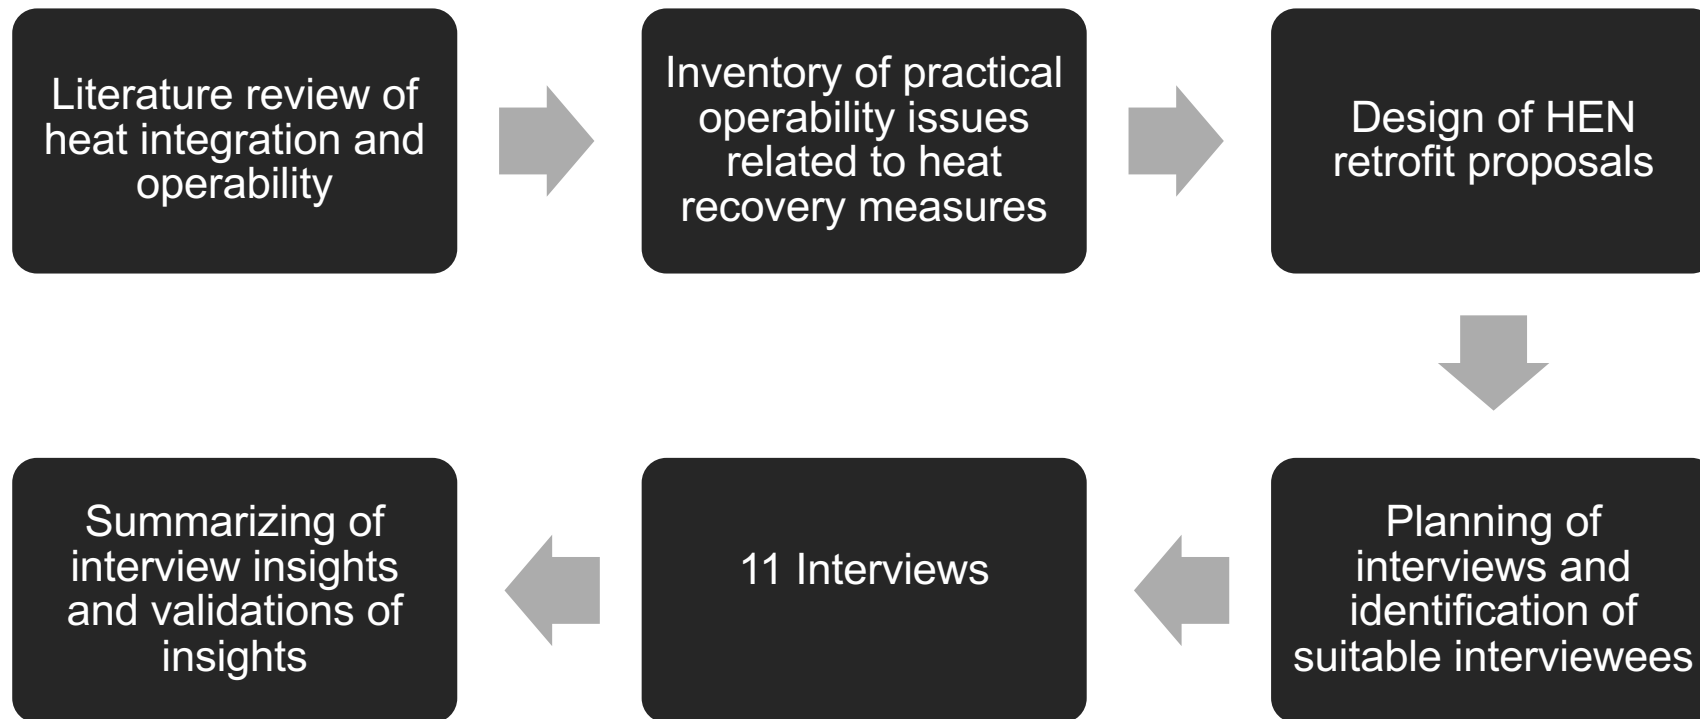 Literature review of
heat integration and
operability
Inventory of practical
operability issues
related to heat
recovery measures
Design of HEN
retrofit proposals
Planning of
interviews and
identification of
suitable interviewees
11 Interviews
Summarizing of
interview insights
and validations of
insights